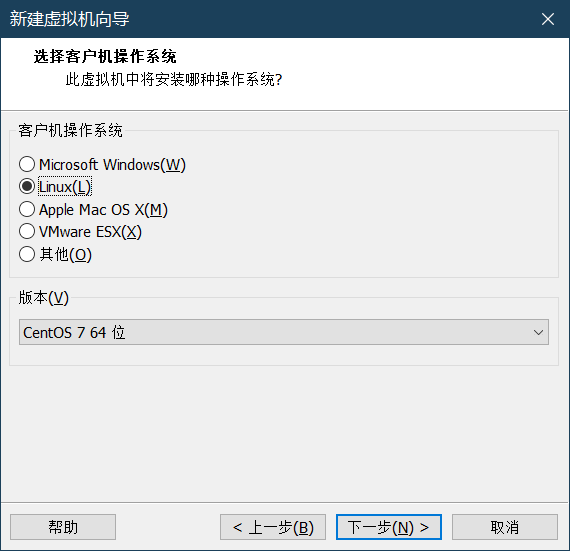 新建虚拟机向导
选择客户机操作系统
此虚拟机中将安装哪种操作系统?
客户机操作系统
Microsoft Windows(W)
Linux(L)
Apple Mac OS X(M)
VMware ESX(X)
其他(O)
版本(V)
CentOS 7 64 位
帮助
< 上一步(B)
下一步(N) >
取消